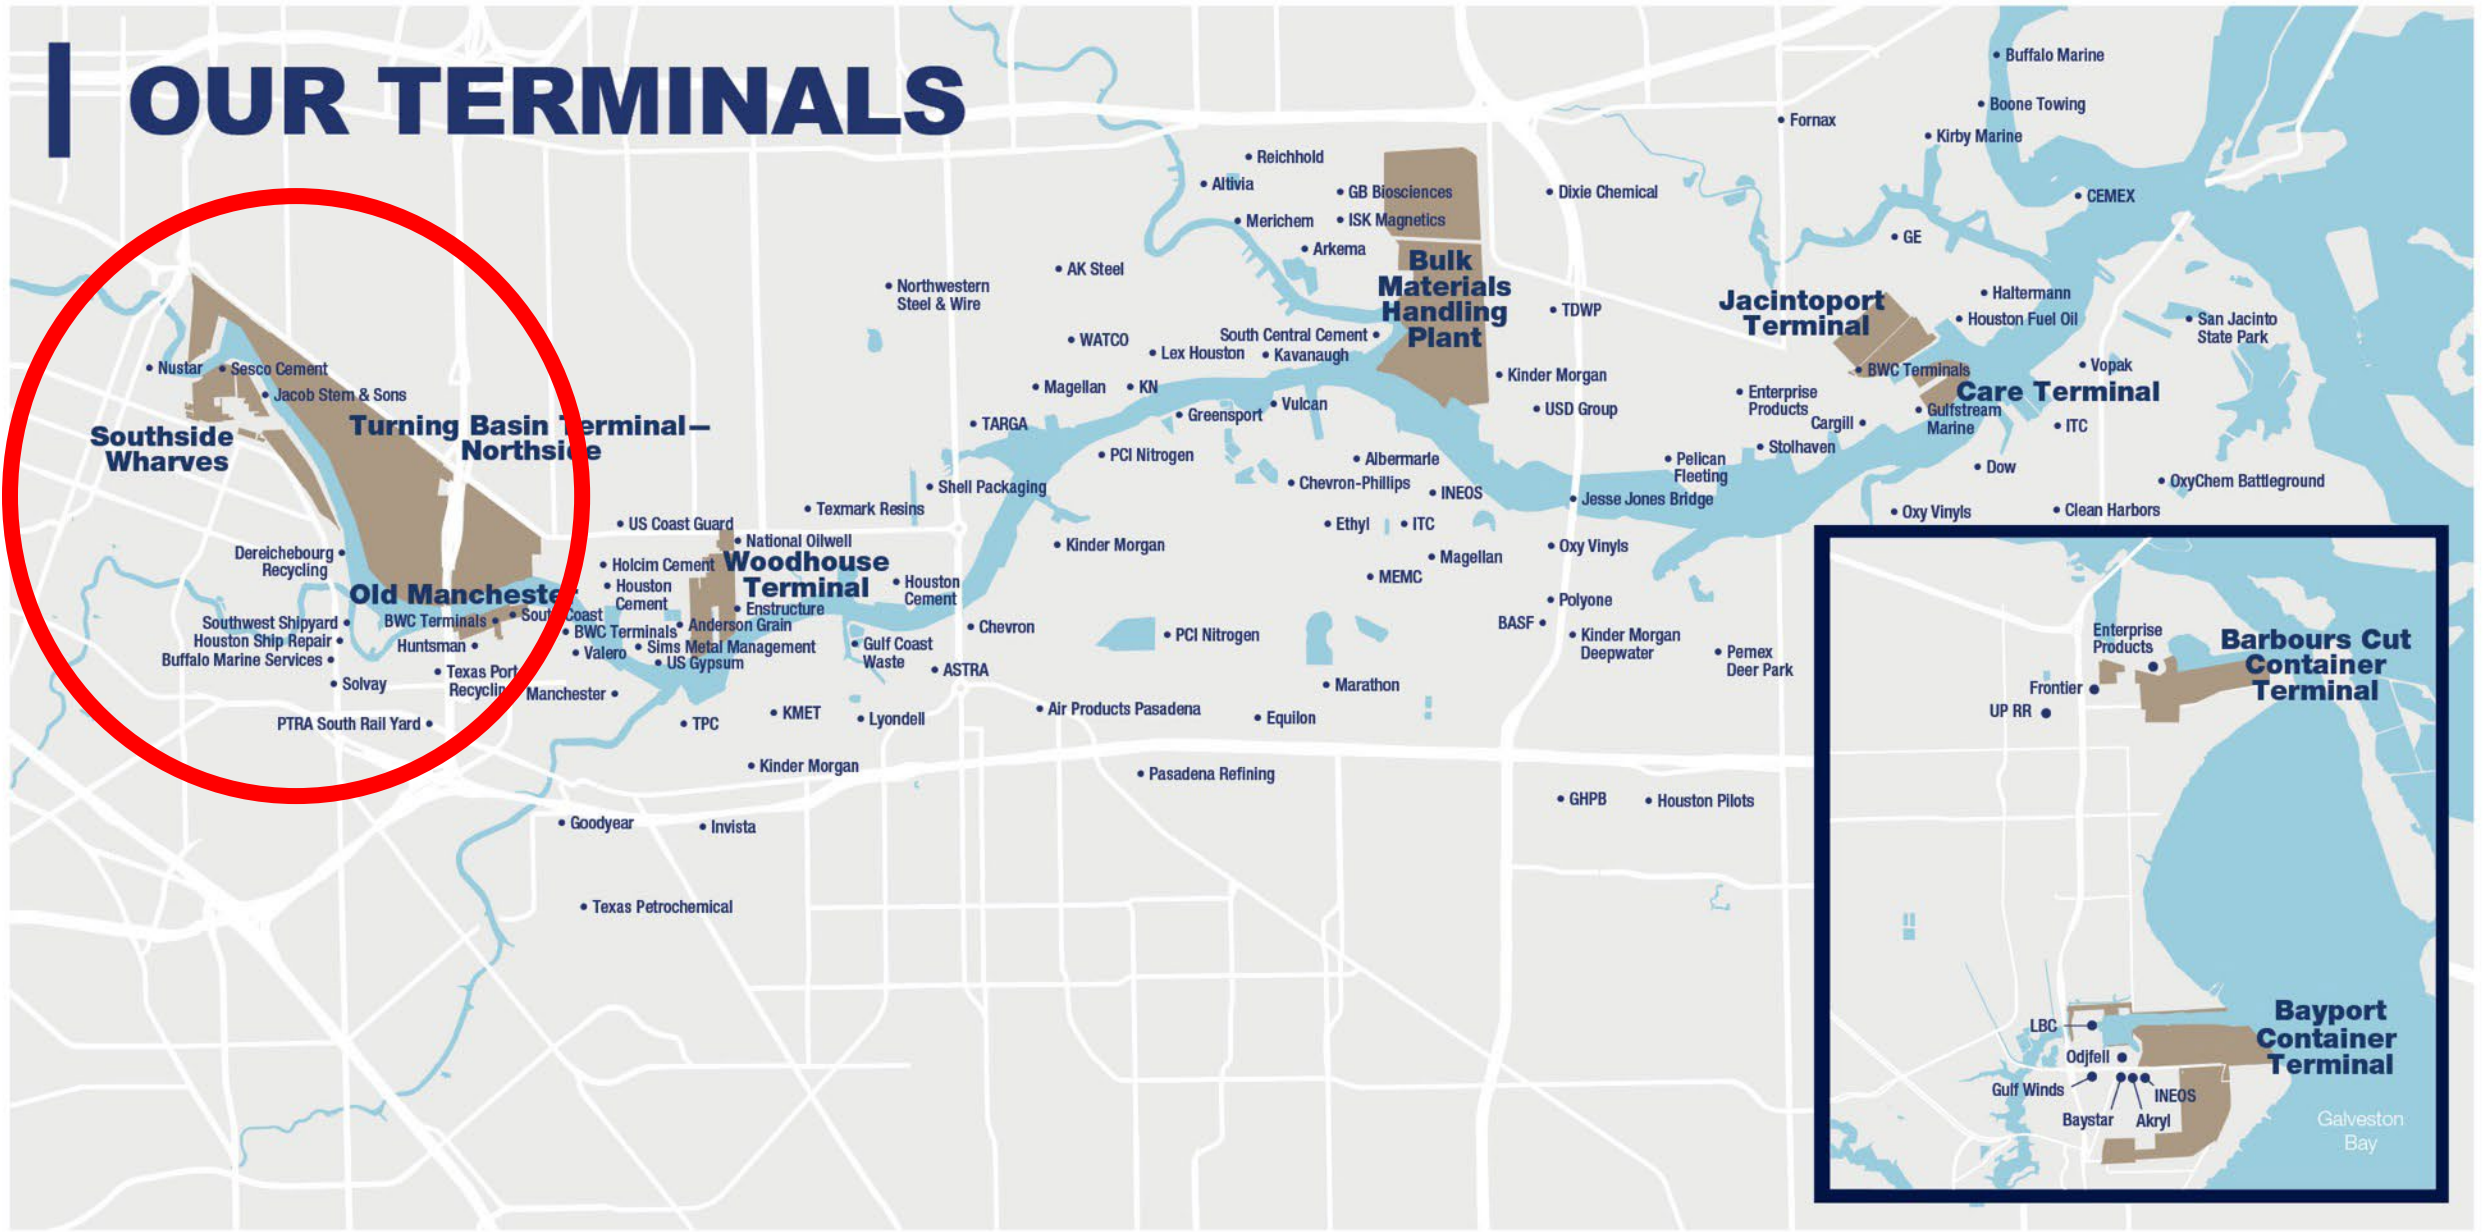 OUR TERMINALS
Buffalo Marine
Boone Towing
Kirby Marine
Fornax
CEMEX
Reichhold
Altivia
GB Biosciences
Dixie Chemical
Merichem
ISK Magnetics
Arkema
GE
AK Steel
Bulk
Materials
Handling
Plant
Northwestern
Steel & Wire
Jacintoport
Terminal
Haltermann
Houston Fuel Oil
San Jacinto
State Park
TDWP
WATCO
South Central Cement
Lex Houston
Kavanaugh
Nustar
Sesco Cement
Jacob Stern & Sons
Magellan
KN
Kinder Morgan
BWC Terminals
Vopak
Care Terminal
Enterprise
Products
Southside
Wharves
Turning Basin Terminal—
Northside
TARGA
Greensport
Vulcan
USD Group
Cargill
Gulfstream
Marine
ITC
PCI Nitrogen
Albermarle
Pelican
Fleeting
Stolhaven
Dow
Shell Packaging
Chevron-Phillips
INEOS
Jesse Jones Bridge
OxyChem Battleground
Texmark Resins
US Coast Guard
Ethyl
ITC
Oxy Vinyls
Clean Harbors
National Oilwell
Kinder Morgan
Magellan
Oxy Vinyls
Dereichebourg
Recycling
Holcim Cement
Woodhouse
Terminal
Houston
Cement
Houston
Cement
MEMC
Old Manchester
Enstructure
Polyone
Southwest Shipyard
BWC Terminals
South Coast
BWC Terminals
Anderson Grain
Chevron
PCI Nitrogen
BASF
Kinder Morgan
Deepwater
Houston Ship Repair
Huntsman
Valero
Sims Metal Management
Gulf Coast
Waste
Buffalo Marine Services
US Gypsum
ASTRA
Pemex
Deer Park
Solvay
Texas Port
Recycling
Manchester
Marathon
PTRA South Rail Yard
TPC
KMET
Lyondell
Air Products Pasadena
Equilon
Kinder Morgan
Pasadena Refining
GHPB
Houston Pilots
Goodyear
Invista
Texas Petrochemical
Enterprise
Products
Barbours Cut
Container
Terminal
Frontier
UP RR
Bayport
Container
Terminal
LBC
Odjfell
Gulf Winds
INEOS
Baystar
Akryl
Galveston
Bay